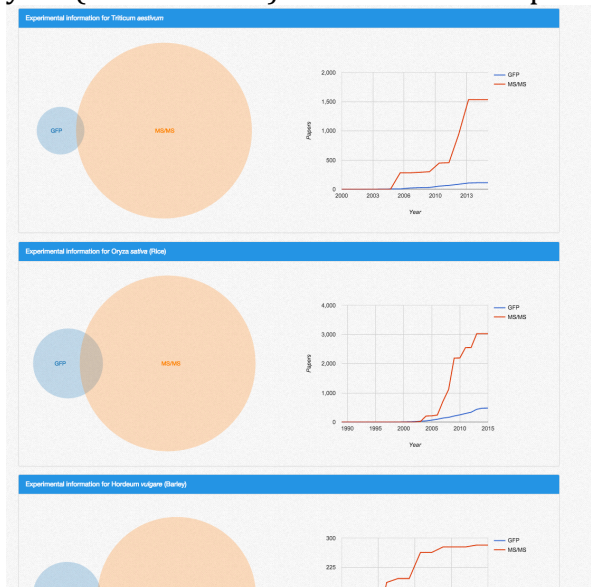 Experimental information for Triticum aestivum
GFP
MS/MS
2,000
1,500
1,000
500
0
Papers
2000 2003 2006 2010 2013
Year
GFP
MS/MS
Experimental information for Oryza sativa (Rice)
GFP
MS/MS
4,000
3,000
2,000
1,000
0
Papers
1990 1995 2000 2005 2010 2015
Year
GFP
MS/MS
Experimental information for Hordeum vulgare (Barley)
300
225
GFP
MS/MS